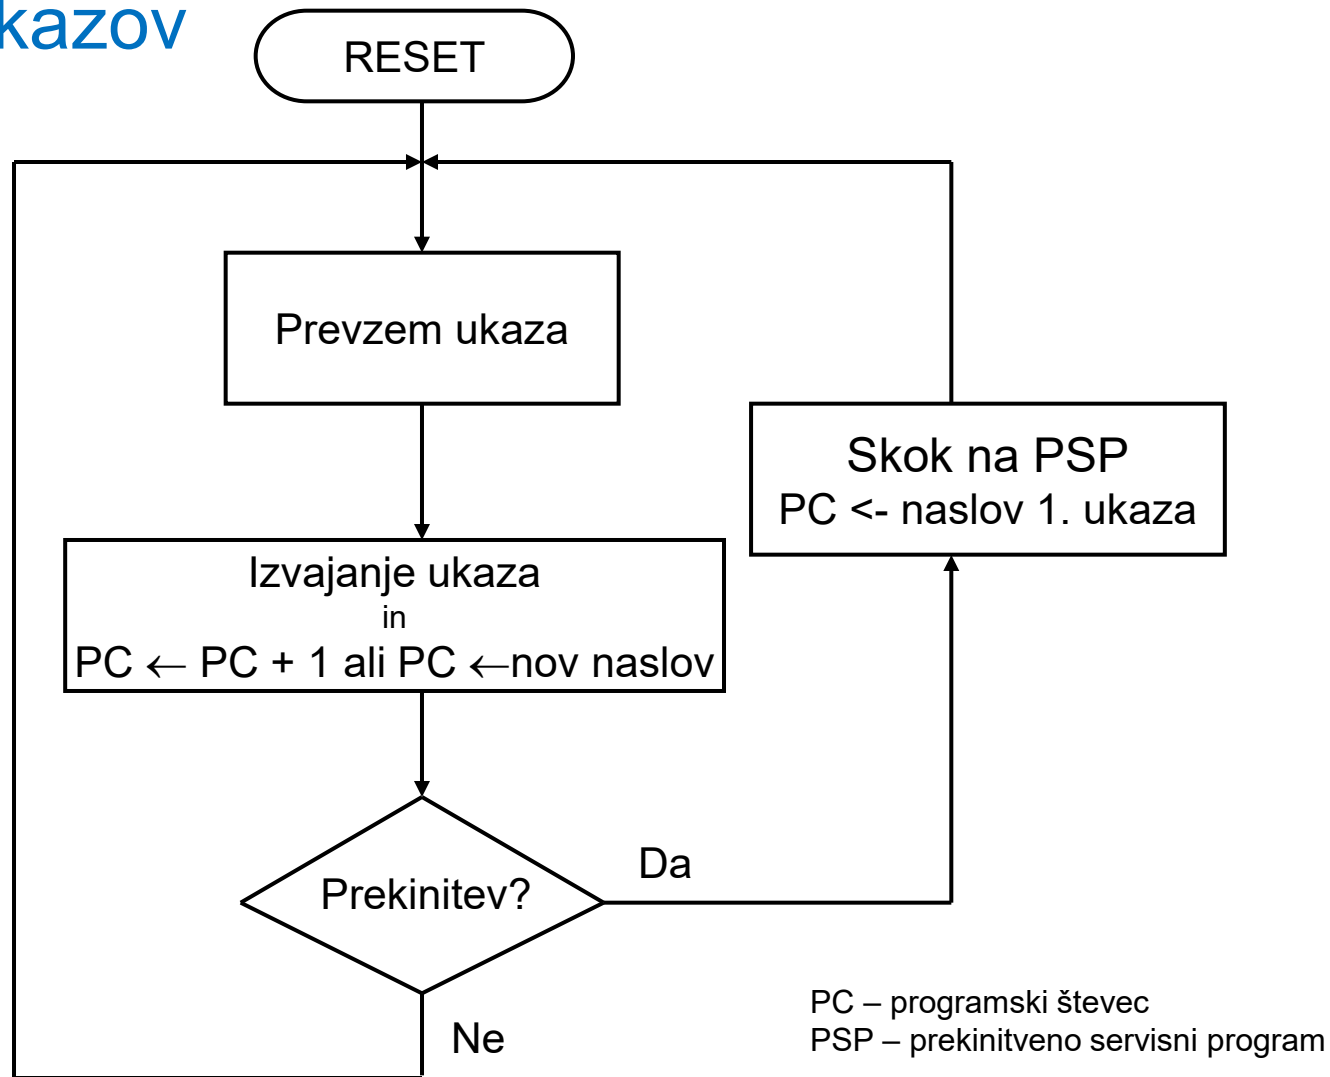 kazov
RESET
Prevzem ukaza
Skok na PSP
PC <- naslov 1. ukaza
Izvajanje ukaza
in
PC ← PC + 1 ali PC ←nov naslov
Prekinitev?
Da
Ne
PC – programski števec
PSP – prekinitveno servisni program